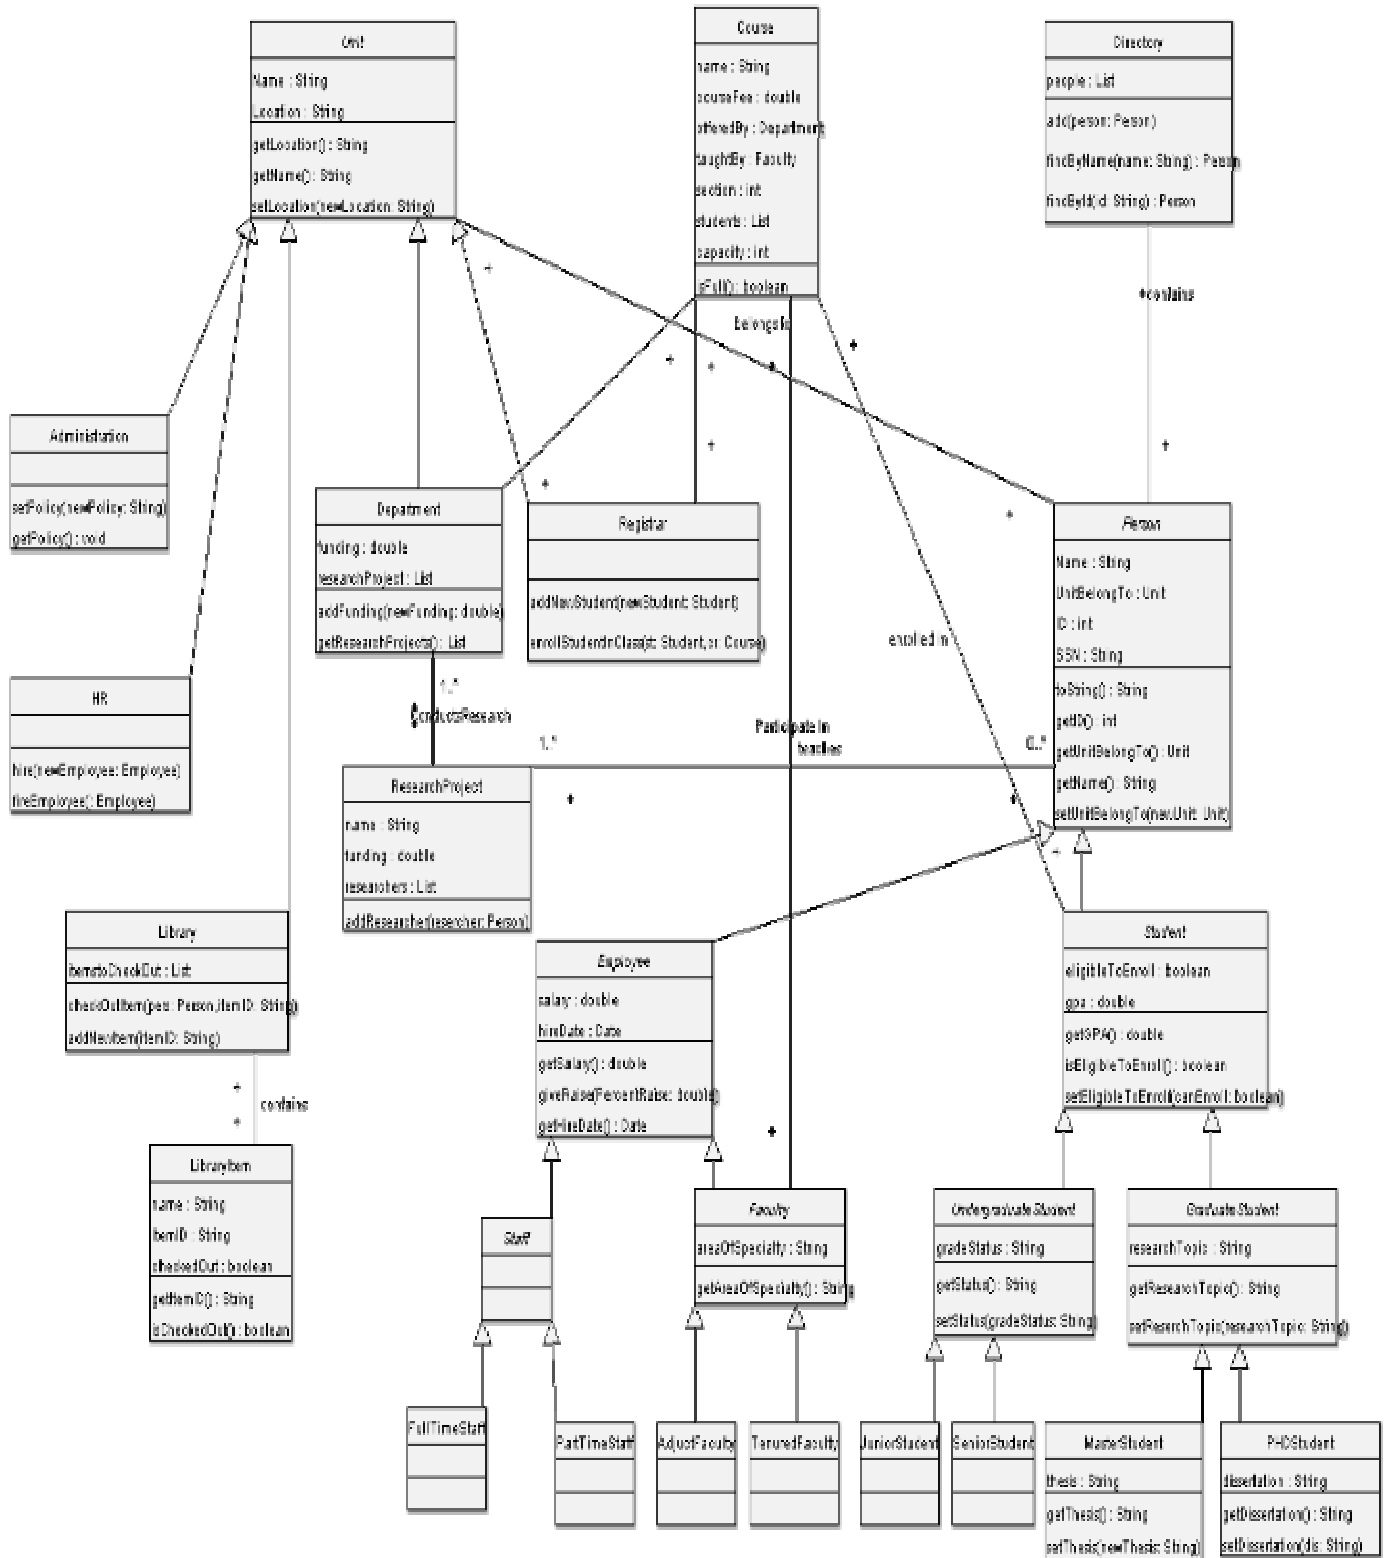 Unit
Name : String
Location : String
getLocation() : String
getName() : String
setLocation(newLocation: String)
Course
name : String
courseFee : double
offeredBy : Department
taughtBy : Faculty
section : int
students : List
capacity : int
isFull() : boolean
Directory
people : List
add(person: Person)
findByName(name: String) : Person
findById(id: String) : Person
*
belongsTo
*contains
*
*
*
*
*
*
Administration
setPolicy(newPolicy: String)
getPolicy() : void
Department
funding : double
researchProject : List
addFunding(newFunding: double)
getResearchProjects() : List
*
Registrar
addNewStudent(newStudent: Student)
enrollStudentInClass(st: Student,cr: Course)
*
Person
Name : String
UnitBelongTo : Unit
ID : int
SSN : String
toString() : String
getID() : int
getUnitBelongTo() : Unit
getName() : String
setUnitBelongTo(newUnit: Unit)
enrolled in
HR
hire(newEmployee: Employee)
fireEmployee(): Employee)
1..*
ConductsResearch
1..*
Participate In
teaches
0..*
ResearchProject
name : String
funding : double
researchers : List
addResearcher(resercher: Person)
*
*
*
Library
itemstoCheckOut : List
checkOutItem(pers: Person,itemID: String)
addNewItem(itemID: String)
Employee
salary : double
hireDate : Date
getSalary() : double
giveRaise(PercentRaise: double)
getHireDate() : Date
Student
eligibleToEnroll : boolean
gpa : double
getGPA() : double
isEligibleToEnroll() : boolean
setEligibleToEnroll(canEnroll: boolean)
*
contains
*
*
LibraryItem
name : String
itemID : String
checkedOut : boolean
getItemID() : String
isCheckedOut() : boolean
Staff
Faculty
areaOfSpecialty : String
getAreaOfSpecialty() : String
UndergraduateStudent
gradeStatus : String
getStatus() : String
setStatus(gradeStatus: String)
GraduateStudent
researchTopic : String
getResearchTopic() : String
setReserchTopic(researchTopic: String)
FullTimeStaff
PartTimeStaff
AdjuctFaculty
TenuredFaculty
JuniorStudent
SeniorStudent
MasterStudent
thesis : String
getThesis() : String
setThesis(newThesis: String)
PHDStudent
dissertation : String
getDissertation() : String
setDissertation(dis: String)